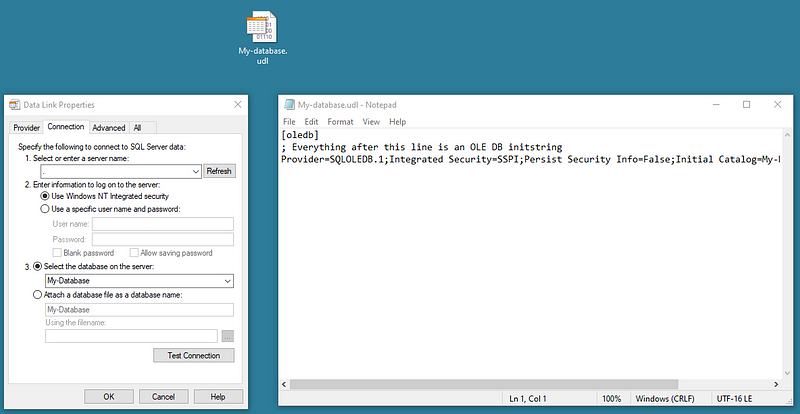 My-database.
udl
Data Link Properties
Provider Connection Advanced All
Specify the following to connect to SQL Server data:
1. Select or enter a server name:
. Refresh
2. Enter information to log on to the server:
Use Windows NT Integrated security
Use a specific user name and password:
User name:
Password:
Blank password Allow saving password
3. Select the database on the server:
My-Database
Attach a database file as a database name:
My-Database
Using the filename:
...
Test Connection
OK Cancel Help
My-database.udl - Notepad
File Edit Format View Help
[oledb]
; Everything after this line is an OLE DB initstring
Provider=SQLOLEDB.1;Integrated Security=SSPI;Persist Security Info=False;Initial Catalog=My-
Ln 1, Col 1 100% Windows (CRLF) UTF-16 LE